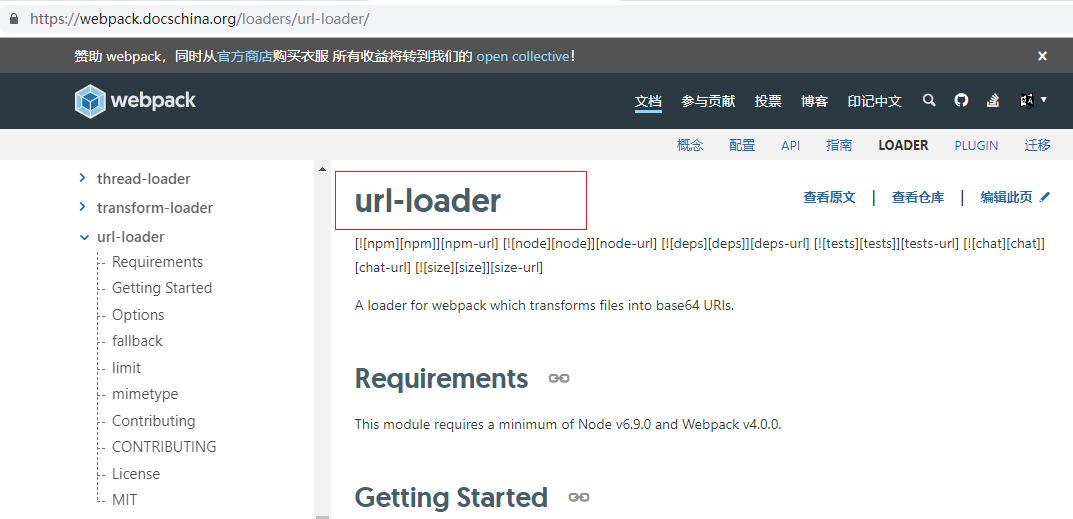 https://webpack.docschina.org/loaders/url-loader/
赞助 webpack，同时从官方商店购买衣服 所有收益将转到我们的 open collective！
webpack
文档 参与贡献 投票 博客 印记中文
概念 配置 API 指南 LOADER PLUGIN 迁移
thread-loader
transform-loader
url-loader
Requirements
Getting Started
Options
fallback
limit
mimetype
Contributing
CONTRIBUTING
License
MIT
url-loader
查看原文 | 查看仓库 | 编辑此页
[![npm][npm]][npm-url] [![node][node]][node-url] [![deps][deps]][deps-url] [![tests][tests]][tests-url] [![chat][chat]]
[chat-url] [![size][size]][size-url]
A loader for webpack which transforms files into base64 URIs.
Requirements
This module requires a minimum of Node v6.9.0 and Webpack v4.0.0.
Getting Started